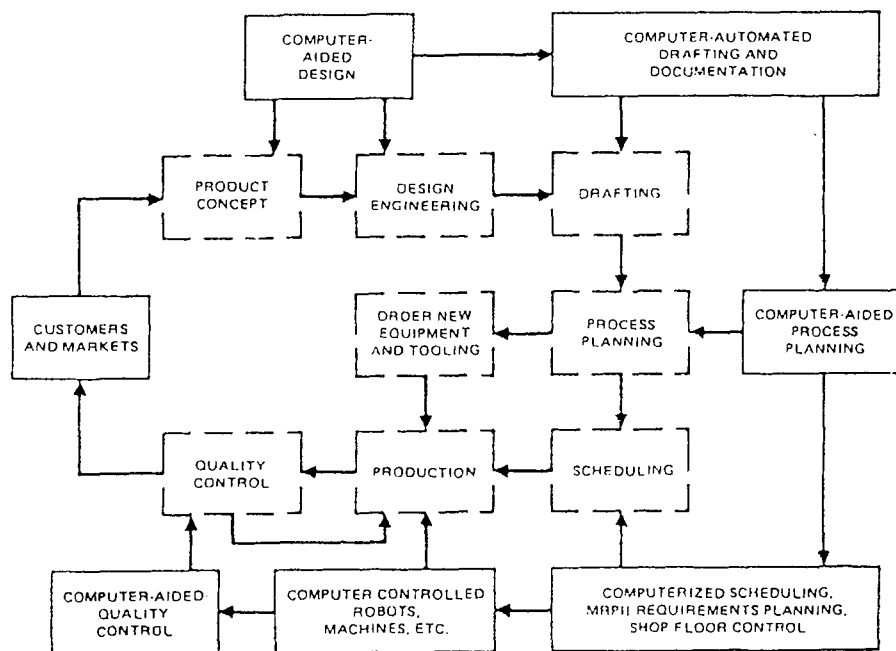 COMPUTER-
AIDED
DESIGN
COMPUTER-AUTOMATED
DRAFTING AND
DOCUMENTATION
PRODUCT
CONCEPT
DESIGN
ENGINEERING
DRAFTING
CUSTOMERS
AND MARKETS
ORDER NEW
EQUIPMENT
AND TOOLING
PROCESS
PLANNING
COMPUTER-AIDED
PROCESS
PLANNING
QUALITY
CONTROL
PRODUCTION
SCHEDULING
COMPUTER-AIDED-
QUALITY
CONTROL
COMPUTER CONTROLLED
ROBOTS,
MACHINES, ETC.
COMPUTERIZED SCHEDULING,
MRPII REQUIREMENTS PLANNING,
SHOP FLOOR CONTROL